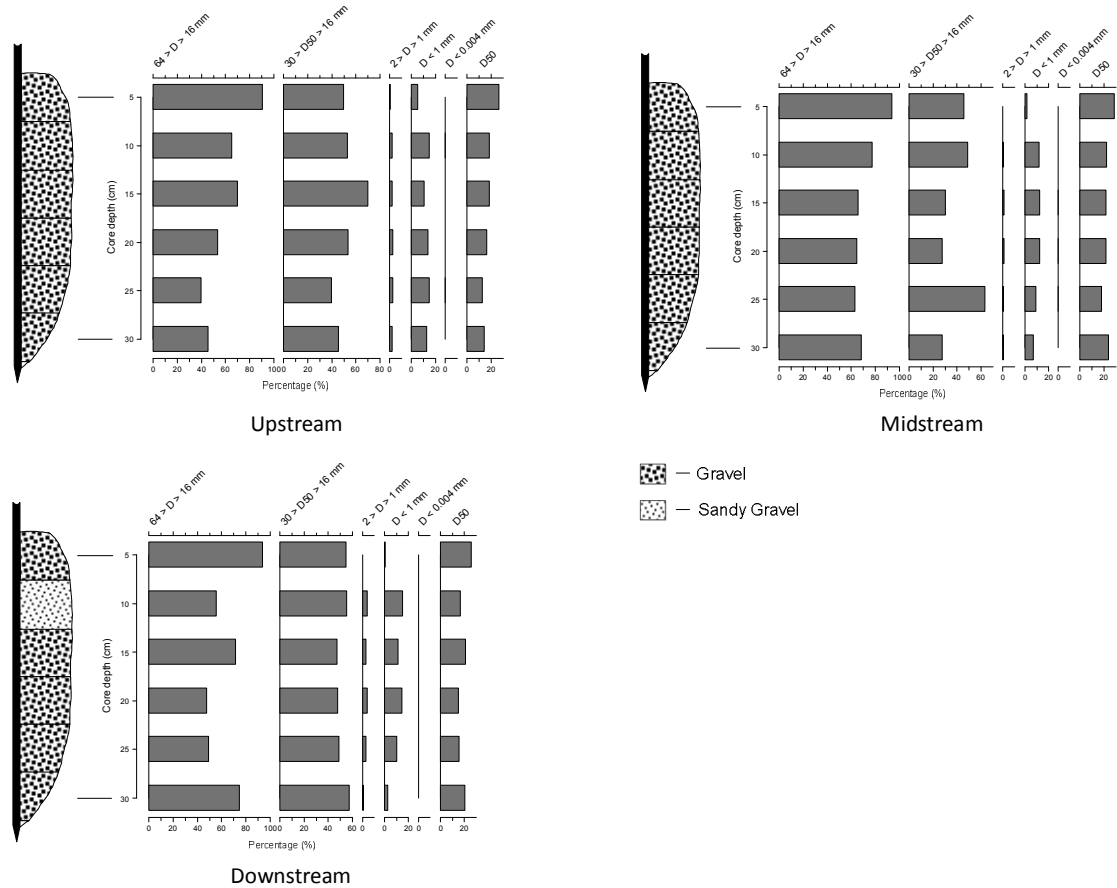 64 > D > 16 mm
30 > D50 > 16 mm
2 > D > 1 mm
D < 1 mm
D < 0.004 mm
D50
Core depth (cm)
5
10
15
20
25
30
0 20 40 60 80 100
0 20 40 60 80
0
0 20
0
0 20
Percentage (%)
Upstream
64 > D > 16 mm
30 > D50 > 16 mm
2 > D > 1 mm
D < 1 mm
D < 0.004 mm
D50
Core depth (cm)
5
10
15
20
25
30
0 20 40 60 80 100
0 20 40 60
0
0 20
0
0 20
Percentage (%)
Midstream
64 > D > 16 mm
30 > D50 > 16 mm
2 > D > 1 mm
D < 1 mm
D < 0.004 mm
D50
Core depth (cm)
5
10
15
20
25
30
0 20 40 60 80 100
0 20 40 60
0
0 20
0
0 20
Percentage (%)
Downstream
— Gravel
— Sandy Gravel